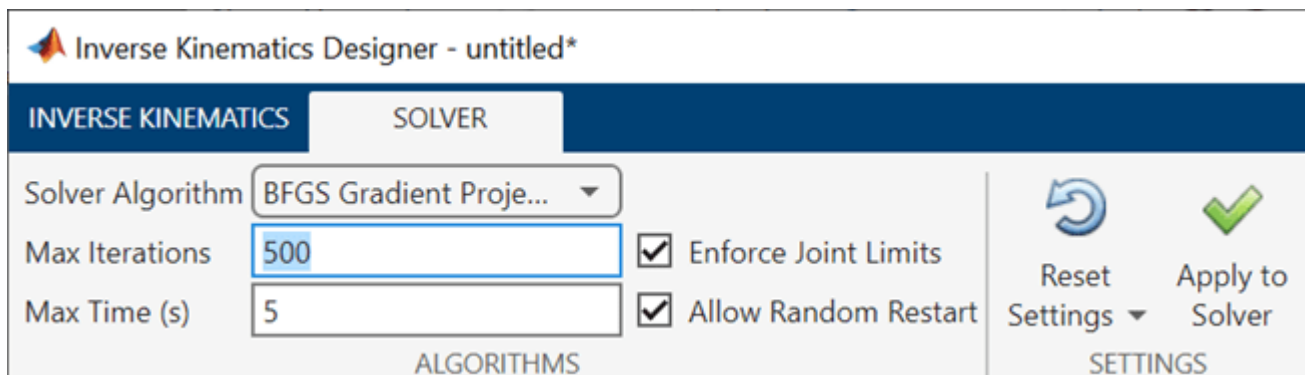 Inverse Kinematics Designer - untitled*
INVERSE KINEMATICS SOLVER
Solver Algorithm BFGS Gradient Proje...
Max Iterations 500 Enforce Joint Limits
Max Time (s) 5 Allow Random Restart
Reset Settings
Apply to Solver
ALGORITHMS SETTINGS